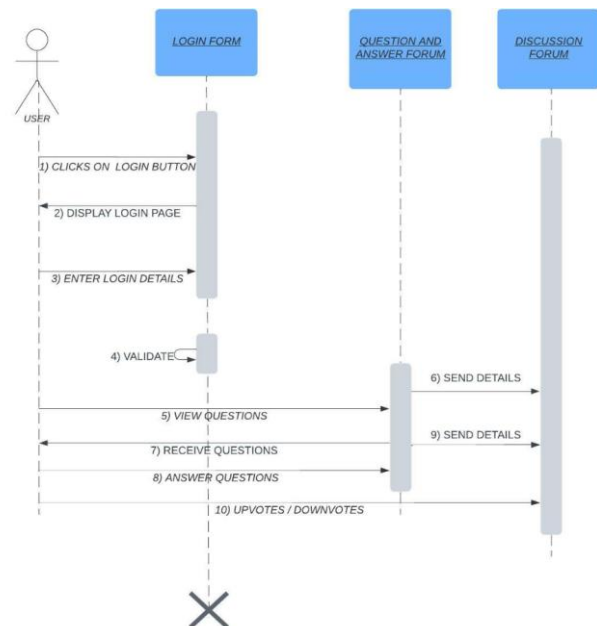 LOGIN FORM
QUESTION AND
ANSWER FORUM
DISCUSSION
FORUM
USER
1) CLICKS ON LOGIN BUTTON
2) DISPLAY LOGIN PAGE
3) ENTER LOGIN DETAILS
4) VALIDATE
6) SEND DETAILS
5) VIEW QUESTIONS
9) SEND DETAILS
7) RECEIVE QUESTIONS
8) ANSWER QUESTIONS
10) UPVOTES / DOWNVOTES